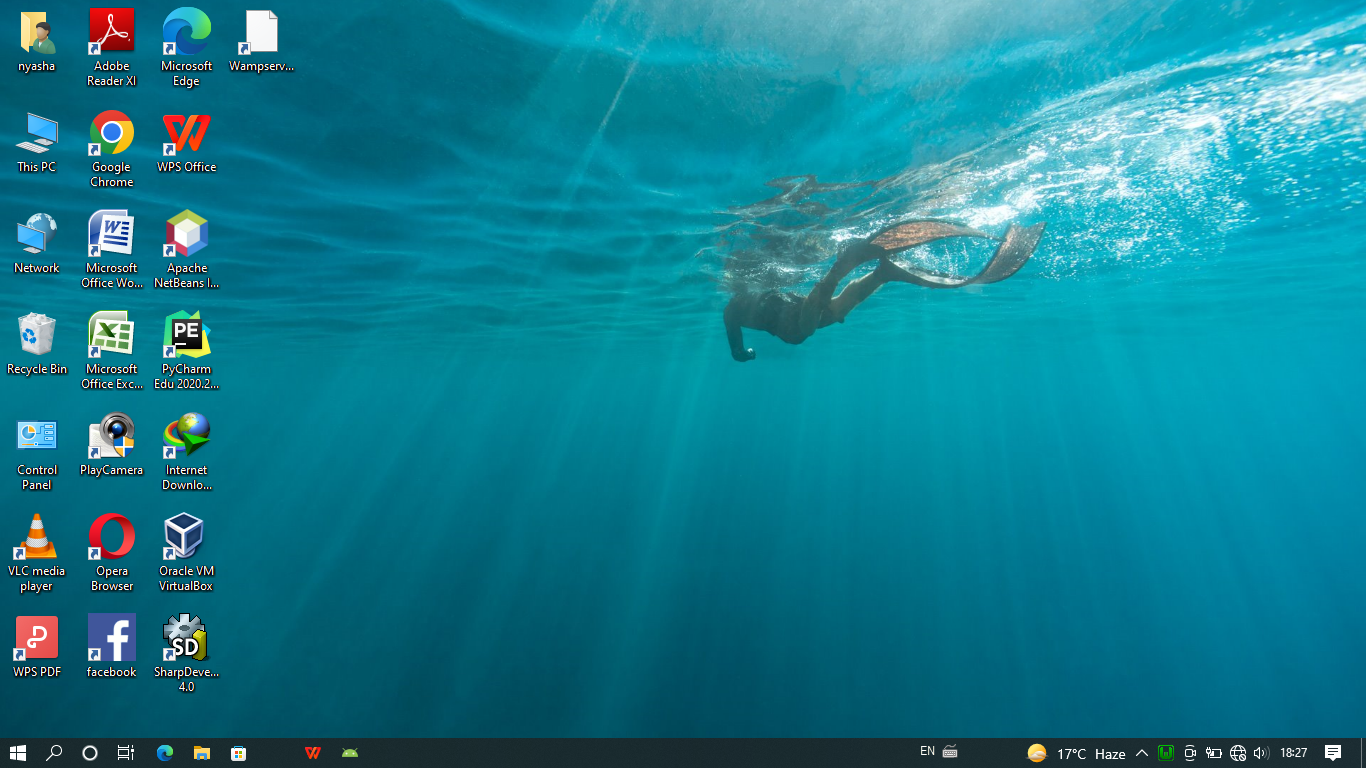 nyasha
Adobe
Reader XI
Microsoft
Edge
Wampserv...
This PC
Google
Chrome
WPS Office
Network
W
Microsoft
Office Wo...
Apache
NetBeans I...
Recycle Bin
X
Microsoft
Office Exc...
PE
PyCharm
Edu 2020.2...
Control
Panel
PlayCamera
Internet
Downlo...
VLC media
player
Opera
Browser
Oracle VM
VirtualBox
WPS PDF
f
facebook
SD
SharpDeve...
4.0
EN
17°C Haze
18:27